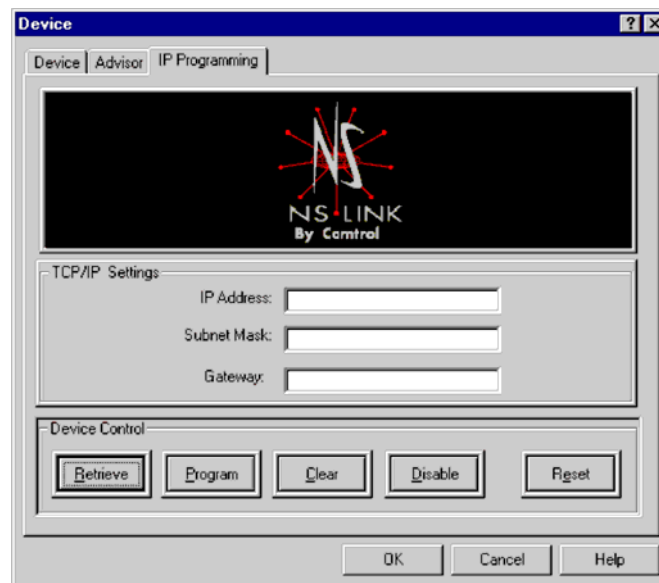 Device
Device Advisor IP Programming
NS
NS LINK
By Comtrol
TCP/IP Settings
IP Address:
Subnet Mask:
Gateway:
Device Control
Retrieve Program Clear Disable Reset
OK Cancel Help